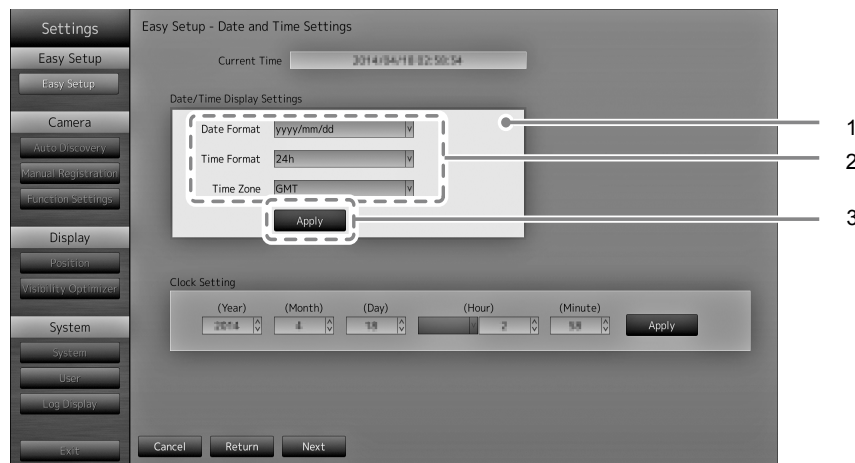 Settings
Easy Setup
Easy Setup
Camera
Auto Discovery
Manual Registration
Function Settings
Display
Position
Visibility Optimizer
System
System
User
Log Display
Exit
Easy Setup - Date and Time Settings
Current Time 2014/04/18 02:58:54
Date/Time Display Settings
Date Format yyyy/mm/dd
Time Format 24h
Time Zone GMT
Apply
1
2
3
Clock Setting
(Year) (Month) (Day) (Hour) (Minute)
2014 4 18 2 58 Apply
Cancel Return Next